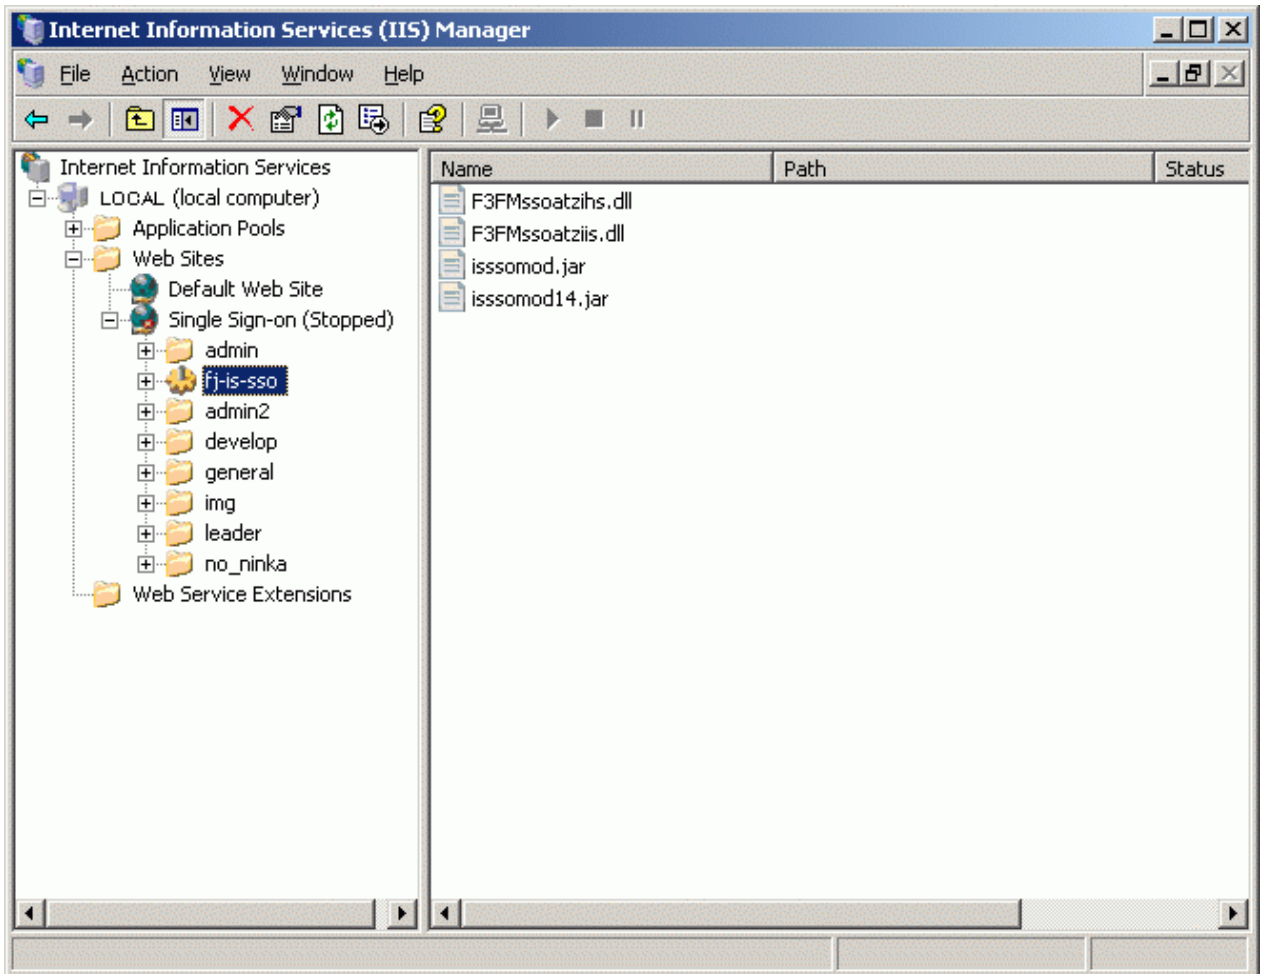 Internet Information Services (IIS) Manager
File Action View Window Help
Internet Information Services
LOCAL (local computer)
Application Pools
Web Sites
Default Web Site
Single Sign-on (Stopped)
admin
fj-is-sso
admin2
develop
general
img
leader
no_ninka
Web Service Extensions
Name Path Status
F3FMssoatzihs.dll
F3FMssoatziis.dll
isssomod.jar
isssomod14.jar